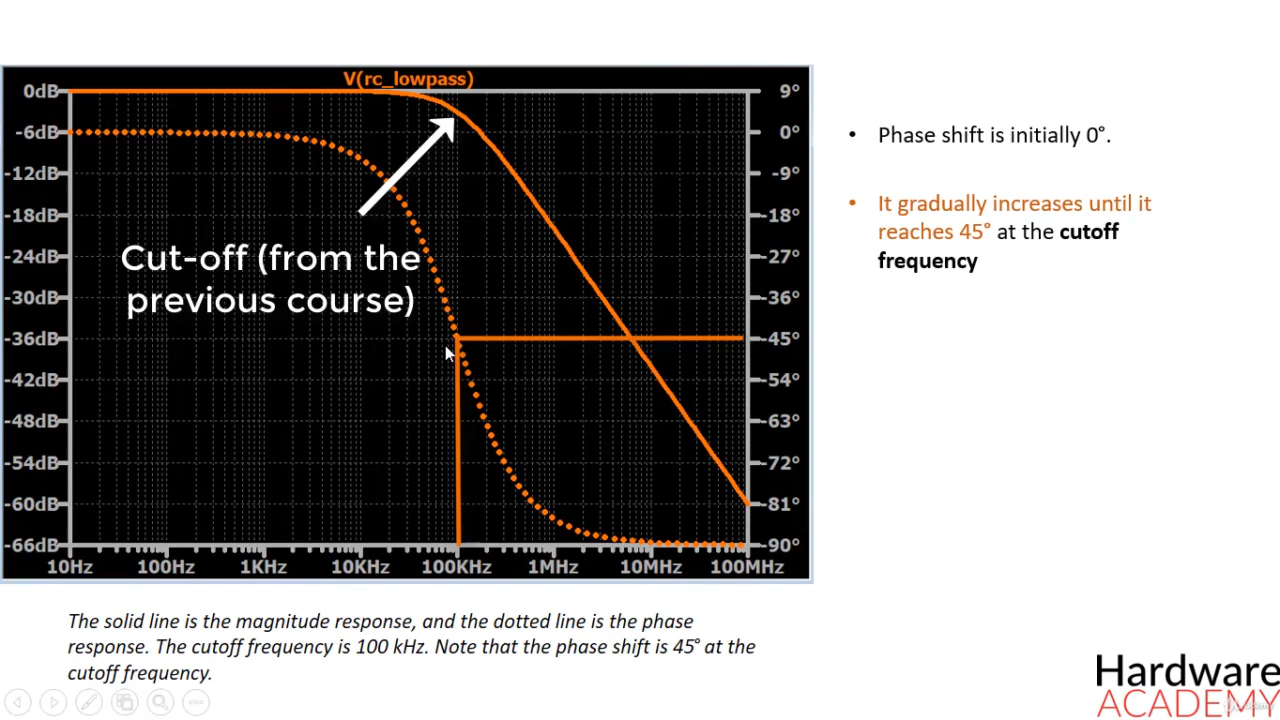 V(rc_lowpass)
0dB
-6dB
-12dB
-18dB
-24dB
-30dB
-36dB
-42dB
-48dB
-54dB
-60dB
-66dB
9°
0°
-9°
-18°
-27°
-36°
-45°
-54°
-63°
-72°
-81°
-90°
10Hz 100Hz 1KHz 10KHz 100KHz 1MHz 10MHz 100MHz
Cut-off (from the
previous course)
• Phase shift is initially 0°.
• It gradually increases until it
reaches 45° at the cutoff
frequency
The solid line is the magnitude response, and the dotted line is the phase
response. The cutoff frequency is 100 kHz. Note that the phase shift is 45° at the
cutoff frequency.
Hardware
ACADEMY